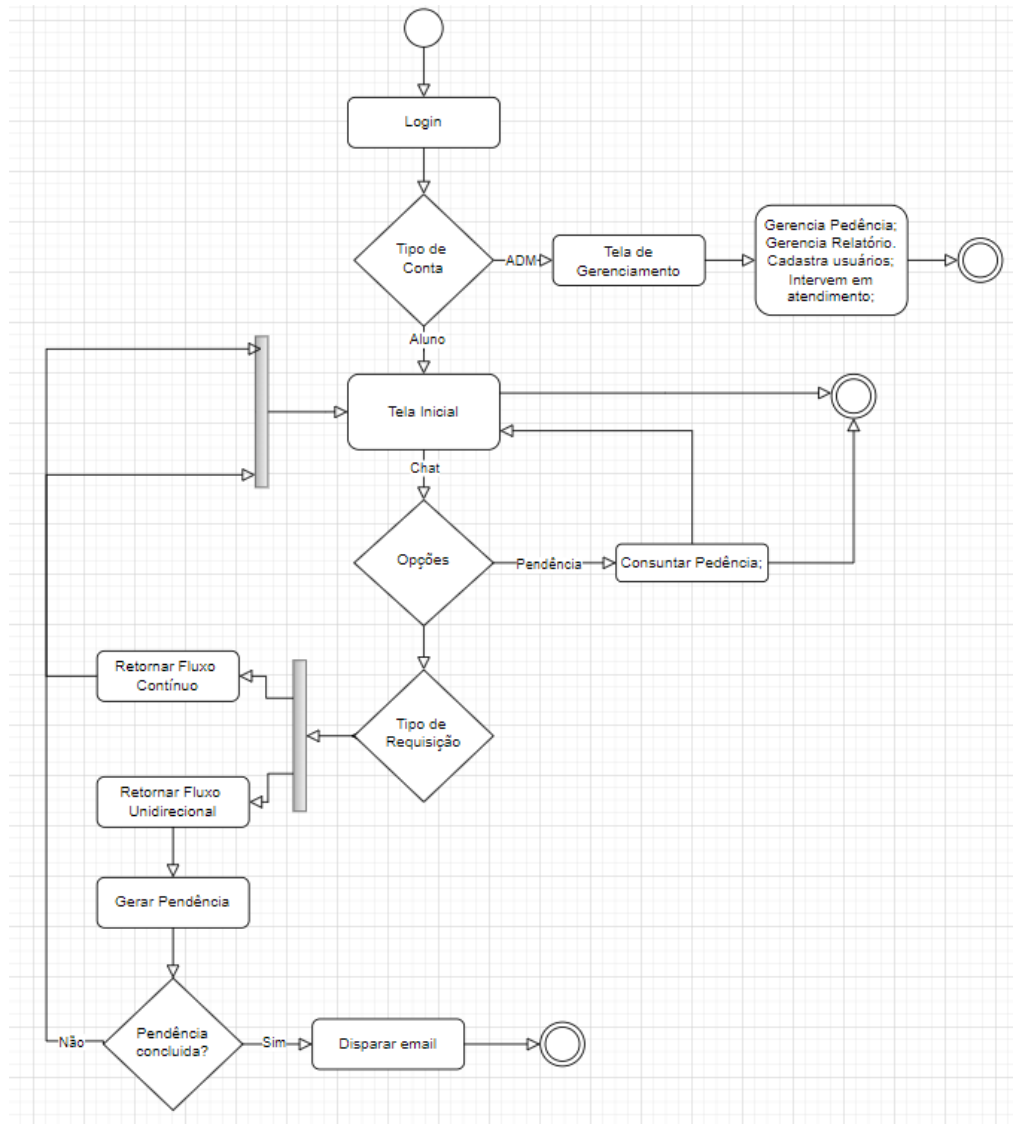 Login
Tipo de
Conta
ADM
Tela de
Gerenciamento
Gerencia Pedência;
Gerencia Relatório.
Cadastra usuários;
Intervem em
atendimento;
Aluno
Tela Inicial
Chat
Opções
Pendência
Consuntar Pedência;
Retornar Fluxo
Contínuo
Tipo de
Requisição
Retornar Fluxo
Unidirecional
Gerar Pendência
Não
Pendência
concluida?
Sim
Disparar email